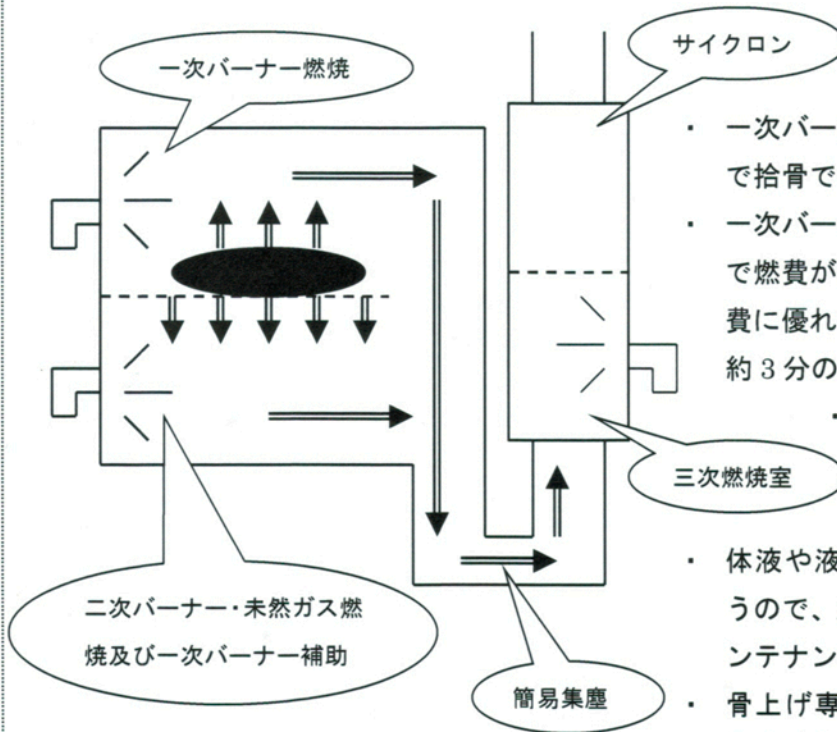 一次バーナー燃焼
サイクロン
・ 一次バー
で拾骨で
・ 一次バー
で燃費が
費に優れ
約3分の
・
三次燃焼室
・ 体液や液
うので、
ンテナン
・ 骨上げ専
二次バーナー・未然ガス燃
焼及び一次バーナー補助
簡易集塵